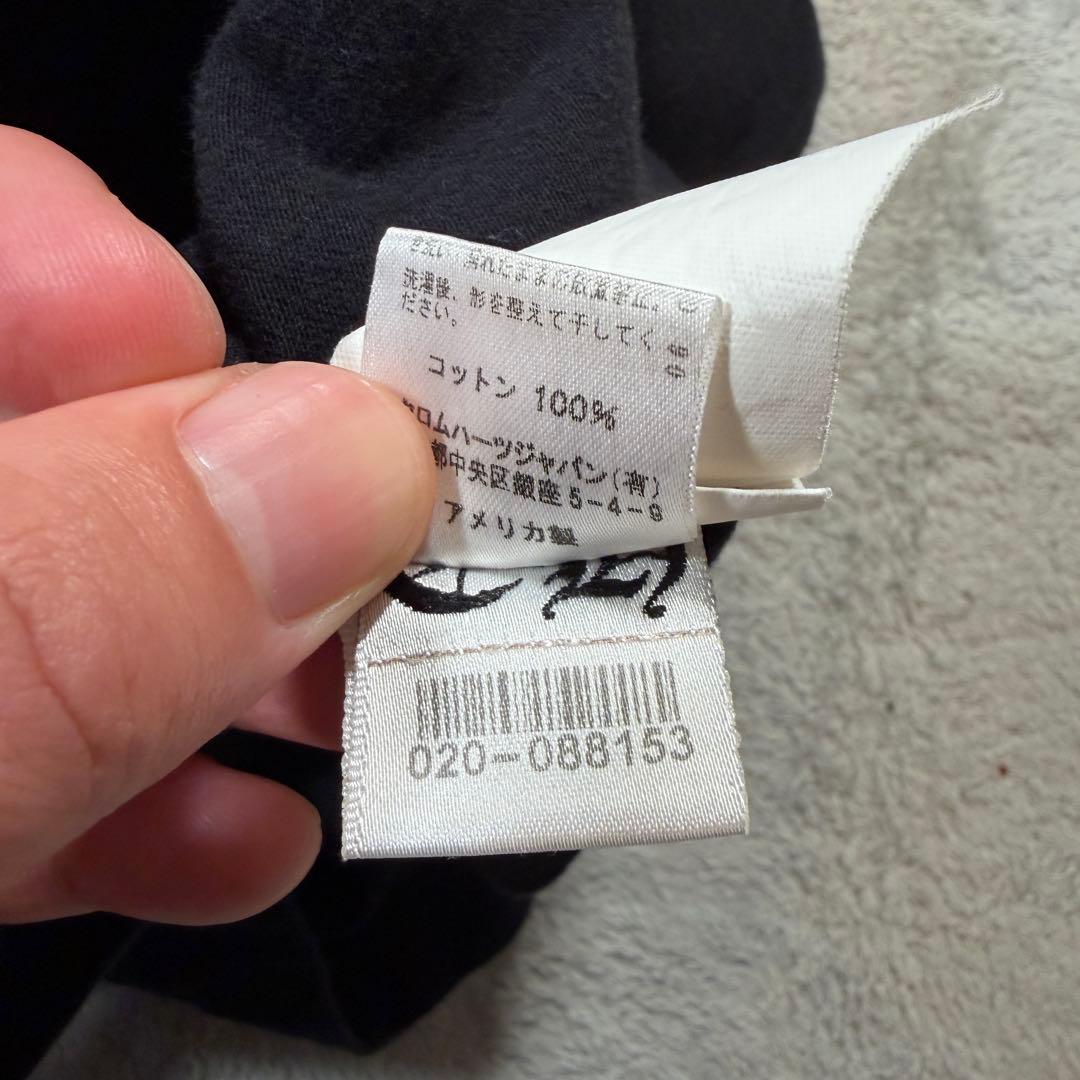 洗濯後、形を整えて干してく
ださい。
コットン 100%
クロムハーツジャパン(有)
都中央区銀座5-4-9
アメリカ製
020-088153